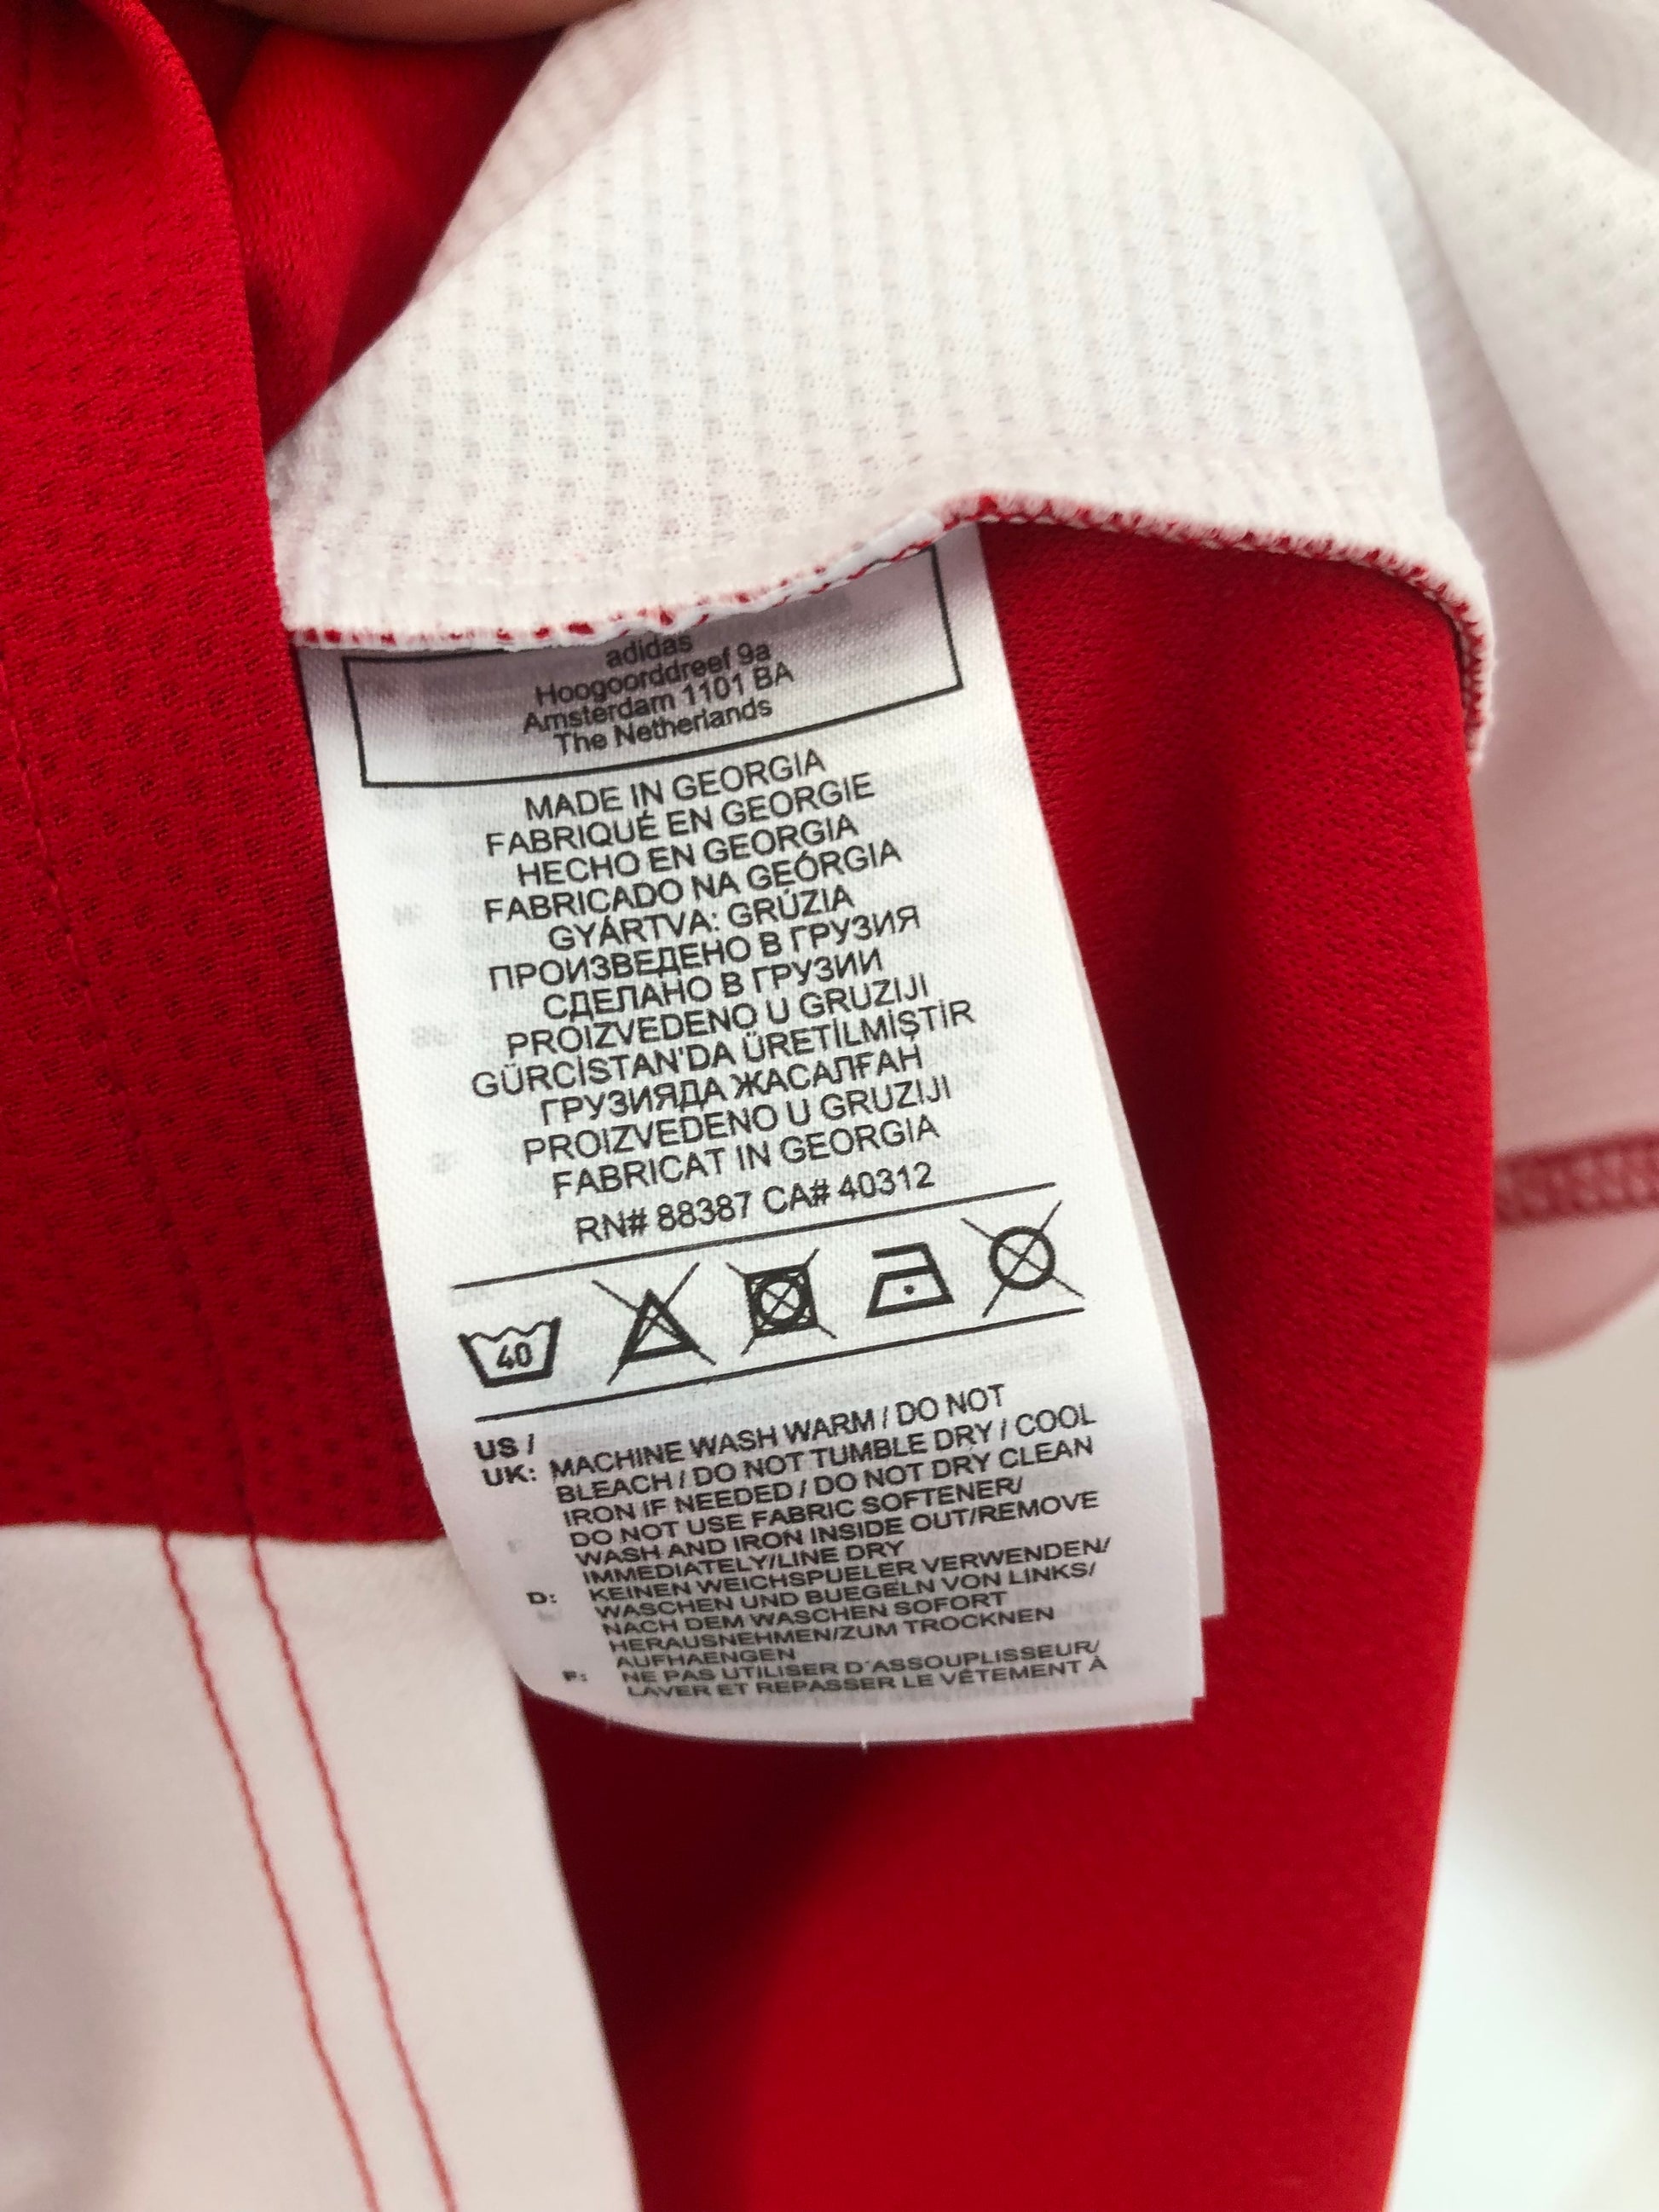 adidas
Hoogoorddreef 9a
Amsterdam 1101 BA
The Netherlands
MADE IN GEORGIA
FABRIQUÉ EN GEORGIE
HECHO EN GEORGIA
FABRICADO NA GEÓRGIA
GYÁRTVA: GRÚZIA
ПРОИЗВЕДЕНО В ГРУЗИЯ
СДЕЛАНО В ГРУЗИИ
PROIZVEDENO U GRUZIJI
GÜRCİSTAN'DA ÜRETİLMİŞTİR
ГРУЗИЯДА ЖАСАЛҒАН
PROIZVEDENO U GRUZIJI
FABRICAT IN GEORGIA
RN# 88387 CA# 40312
40
US /
UK: MACHINE WASH WARM / DO NOT
BLEACH / DO NOT TUMBLE DRY / COOL
IRON IF NEEDED / DO NOT DRY CLEAN
DO NOT USE FABRIC SOFTENER/
WASH AND IRON INSIDE OUT/REMOVE
IMMEDIATELY/LINE DRY
D: KEINEN WEICHSPUELER VERWENDEN/
WASCHEN UND BUEGELN VON LINKS/
NACH DEM WASCHEN SOFORT
HERAUSNEHMEN/ZUM TROCKNEN
AUFHAENGEN
F: NE PAS UTILISER D'ASSOUPLISSEUR/
LAVER ET REPASSER LE VÊTEMENT À